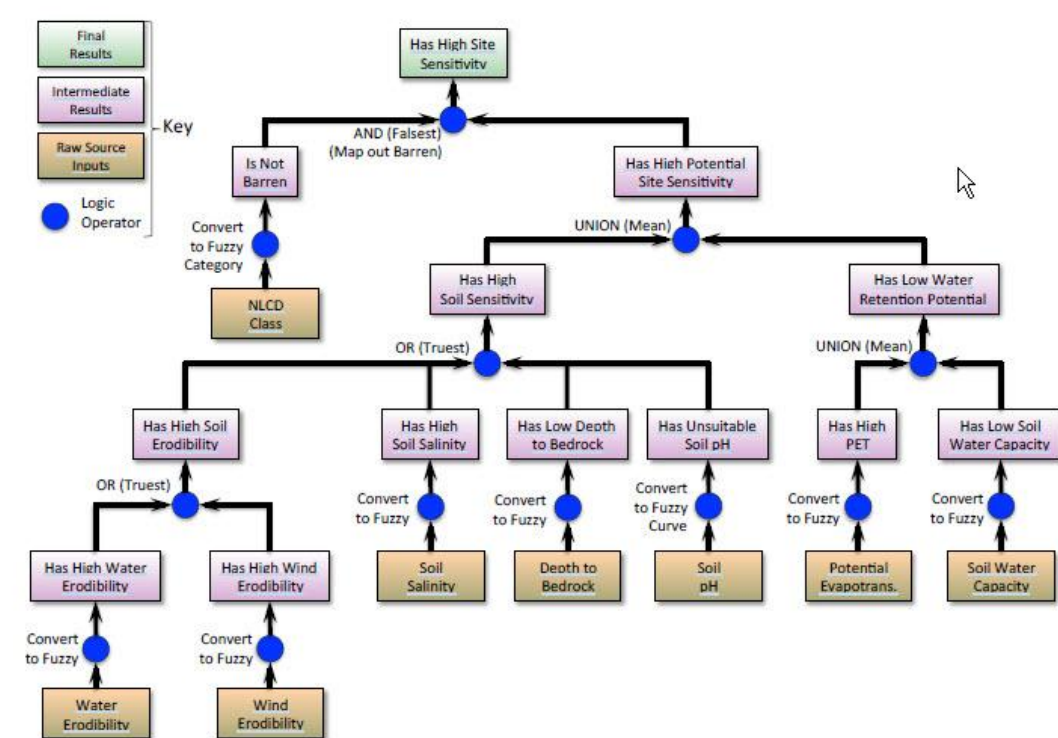 Final
Results
Intermediate
Results
Raw Source
Inputs
Logic
Operator
Key
Has High Site
Sensitivity
AND (Falsest)
(Map out Barren)
Is Not
Barren
Has High Potential
Site Sensitivity
Convert
to Fuzzy
Category
UNION (Mean)
NLCD
Class
Has High
Soil Sensitivity
Has Low Water
Retention Potential
OR (Truest)
UNION (Mean)
Has High Soil
Erodibility
Has High
Soil Salinity
Has Low Depth
to Bedrock
Has Unsuitable
Soil pH
Has High
PET
Has Low Soil
Water Capacity
OR (Truest)
Convert
to Fuzzy
Convert
to Fuzzy
Convert
to Fuzzy
Curve
Convert
to Fuzzy
Convert
to Fuzzy
Has High Water
Erodibility
Has High Wind
Erodibility
Soil
Salinity
Depth to
Bedrock
Soil
pH
Potential
Evapotrans.
Soil Water
Capacity
Convert
to Fuzzy
Convert
to Fuzzy
Water
Erodibility
Wind
Erodibility